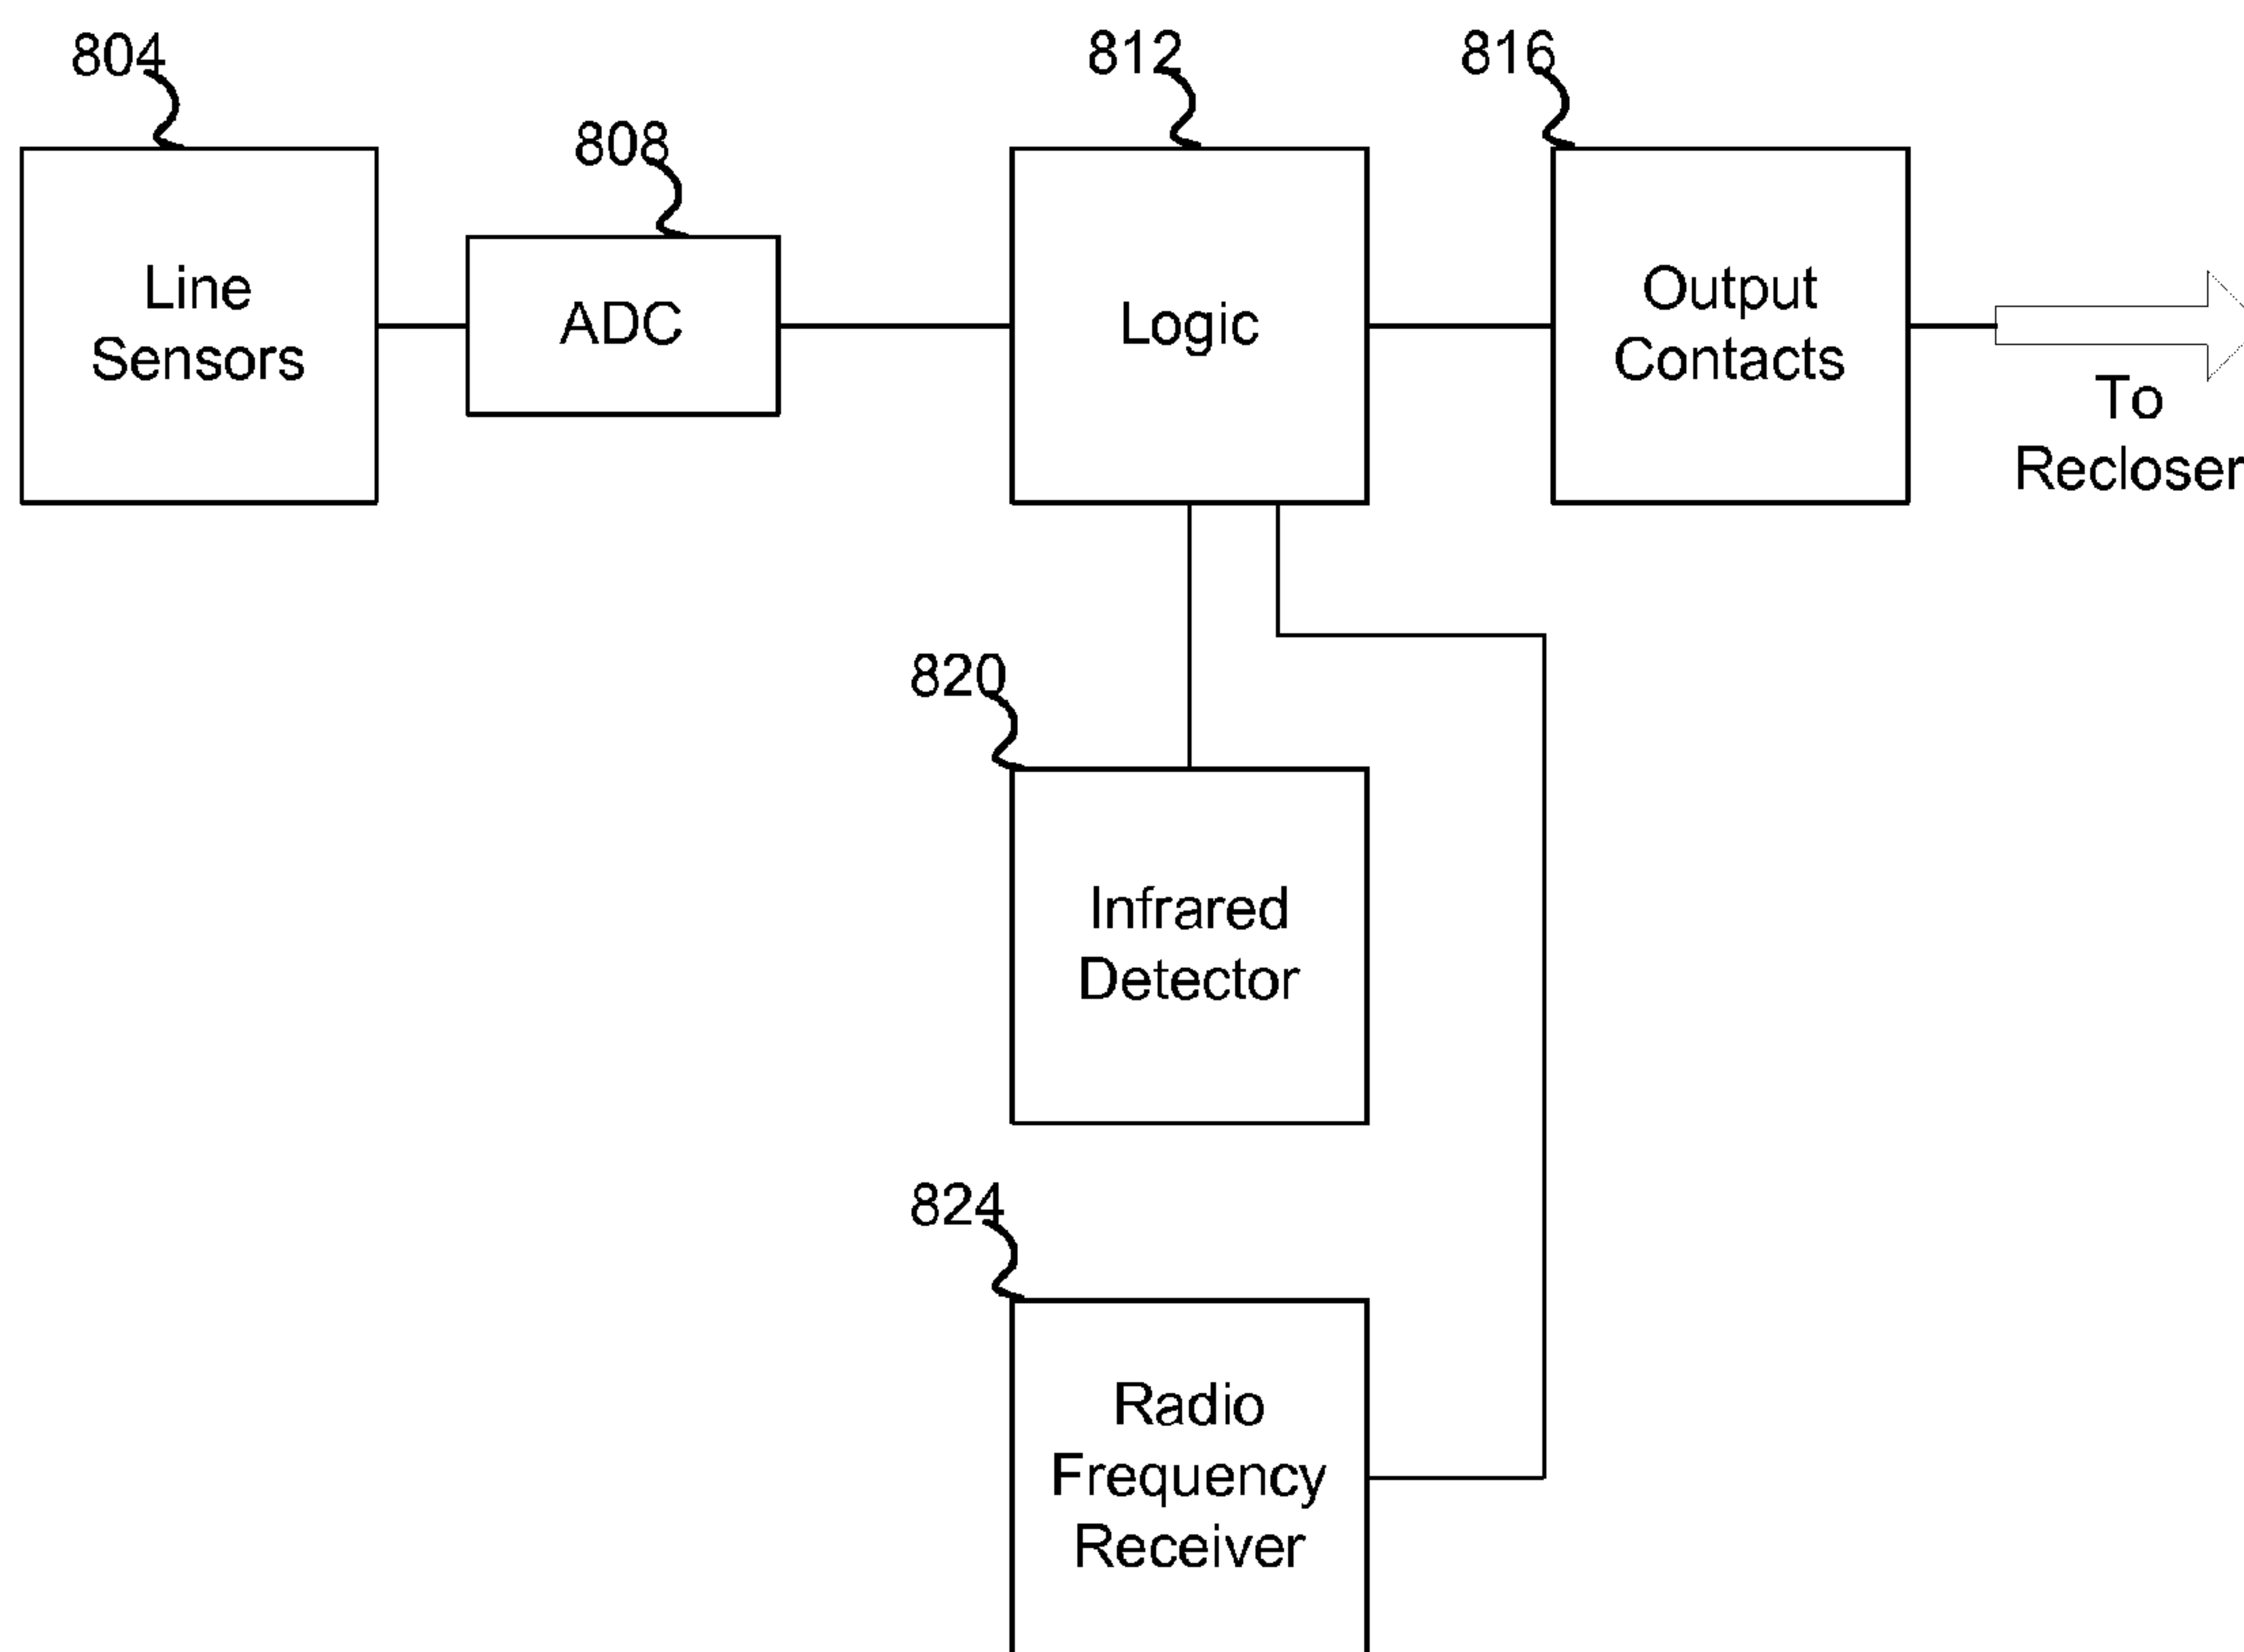 804
812
816
808
Line
Sensors
ADC
Logic
Output
Contacts
To
Recloser
820
Infrared
Detector
824
Radio
Frequency
Receiver